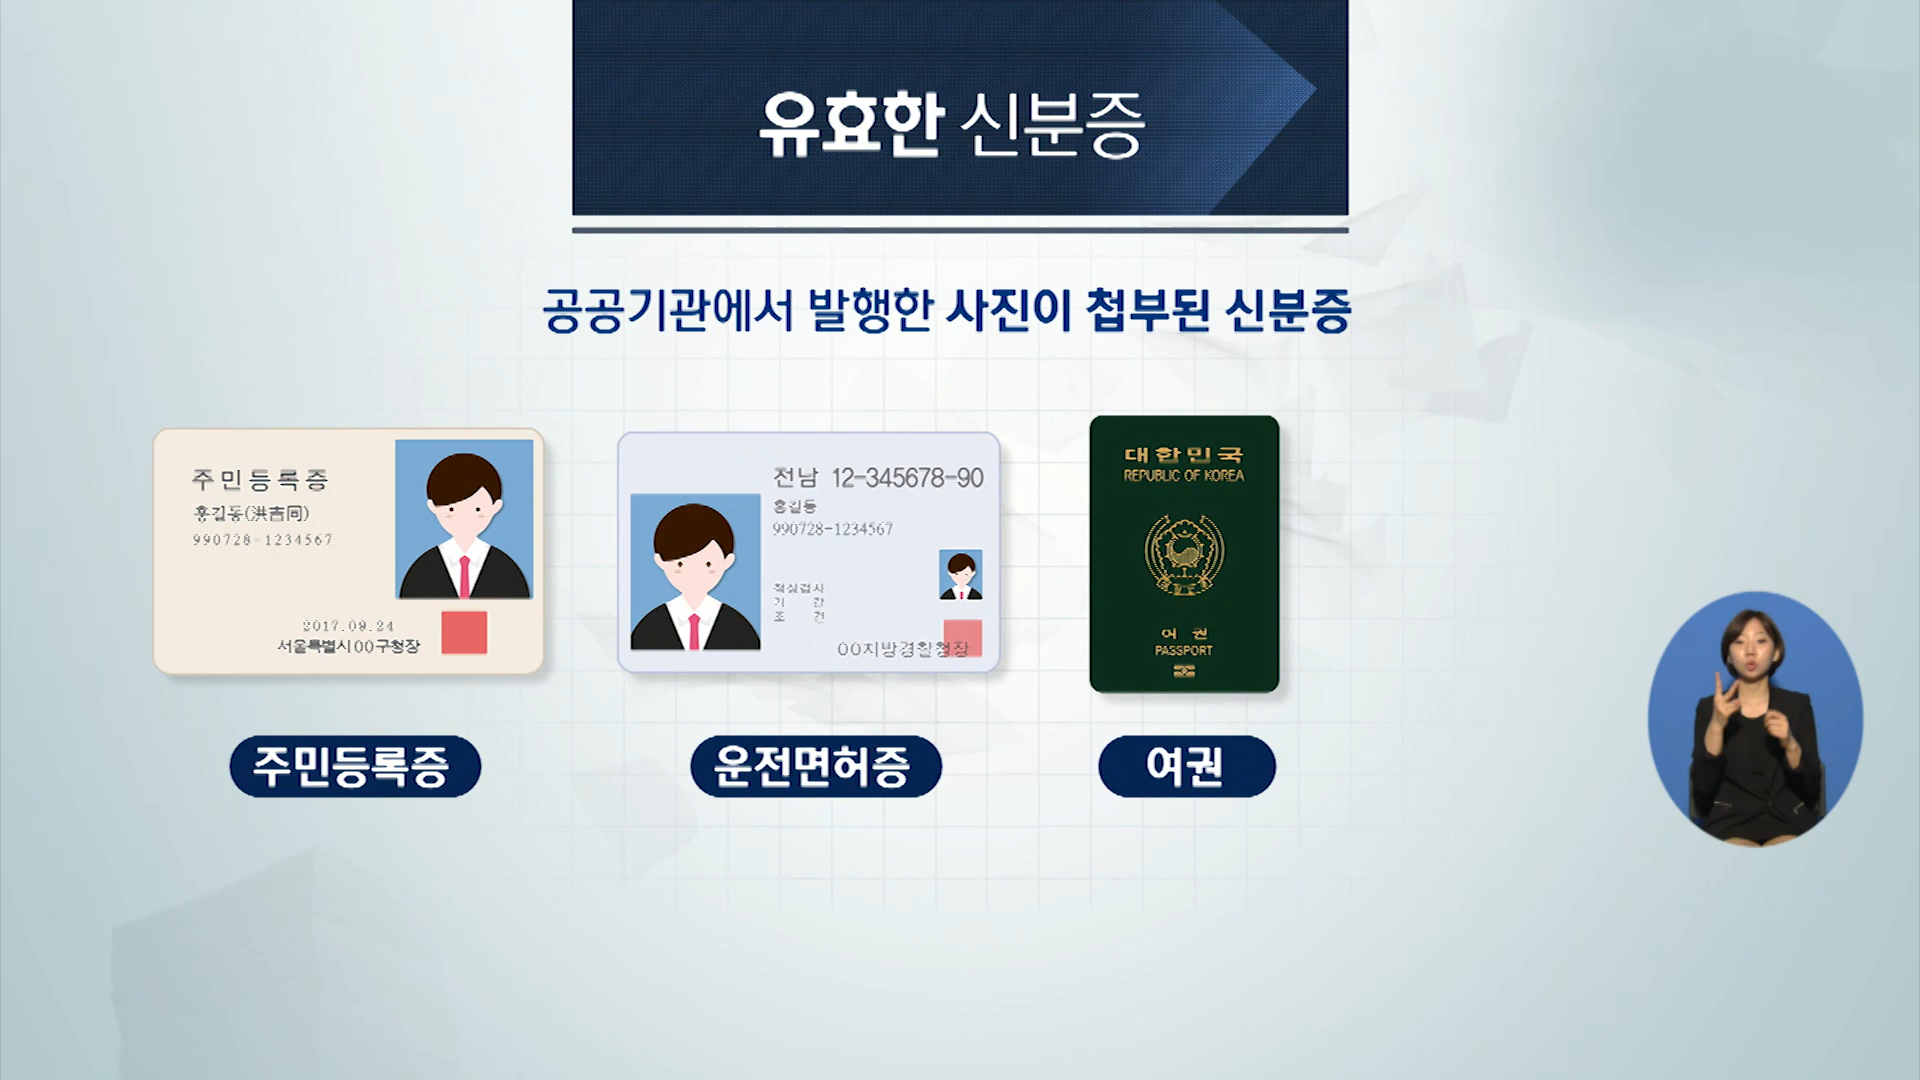 유효한 신분증
공공기관에서 발행한 사진이 첩부된 신분증
주민등록증
홍길동(洪吉同)
990728-1234567
2017.09.24
서울특별시00구청장
전남 12-345678-90
홍길동
990728-1234567
적성검사
기 간
조 건
00지방경찰청장
대한민국
REPUBLIC OF KOREA
여 권
PASSPORT
주민등록증
운전면허증
여권